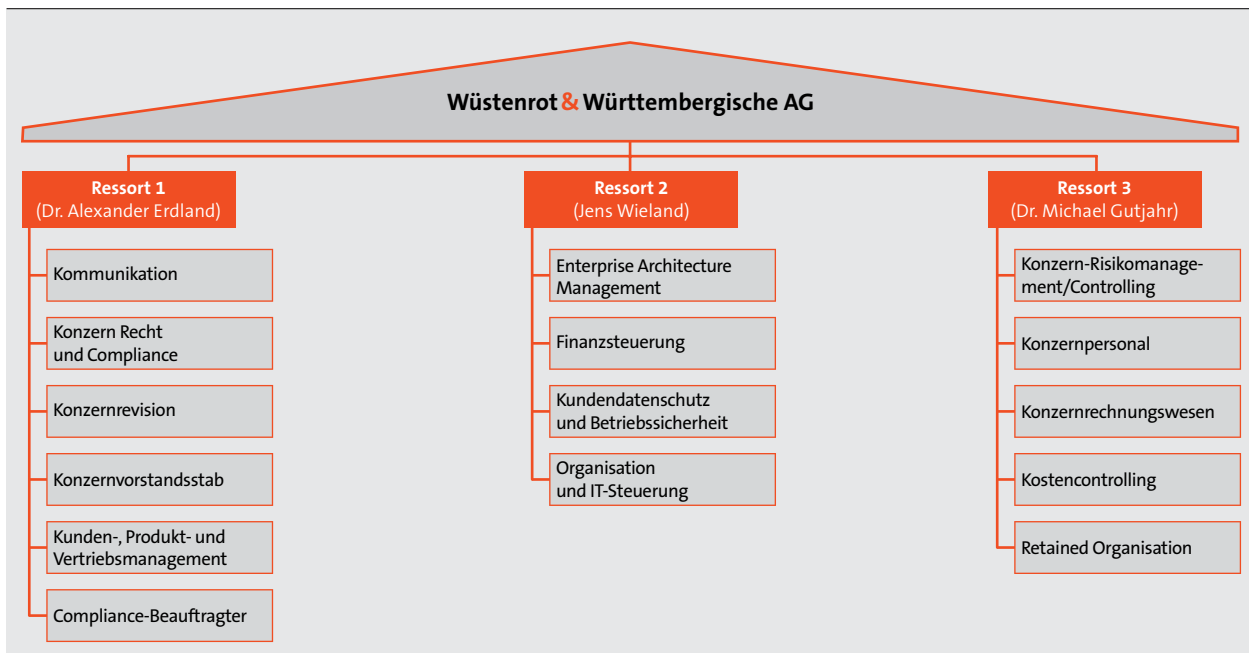 Wüstenrot & Württembergische AG
Ressort 1
(Dr. Alexander Erdland)
Kommunikation
Konzern Recht
und Compliance
Konzernrevision
Konzernvorstandsstab
Kunden-, Produkt- und
Vertriebsmanagement
Compliance-Beauftragter
Ressort 2
(Jens Wieland)
Enterprise Architecture
Management
Finanzsteuerung
Kundendatenschutz
und Betriebssicherheit
Organisation
und IT-Steuerung
Ressort 3
(Dr. Michael Gutjahr)
Konzern-Risikomanage-
ment/Controlling
Konzernpersonal
Konzernrechnungswesen
Kostencontrolling
Retained Organisation